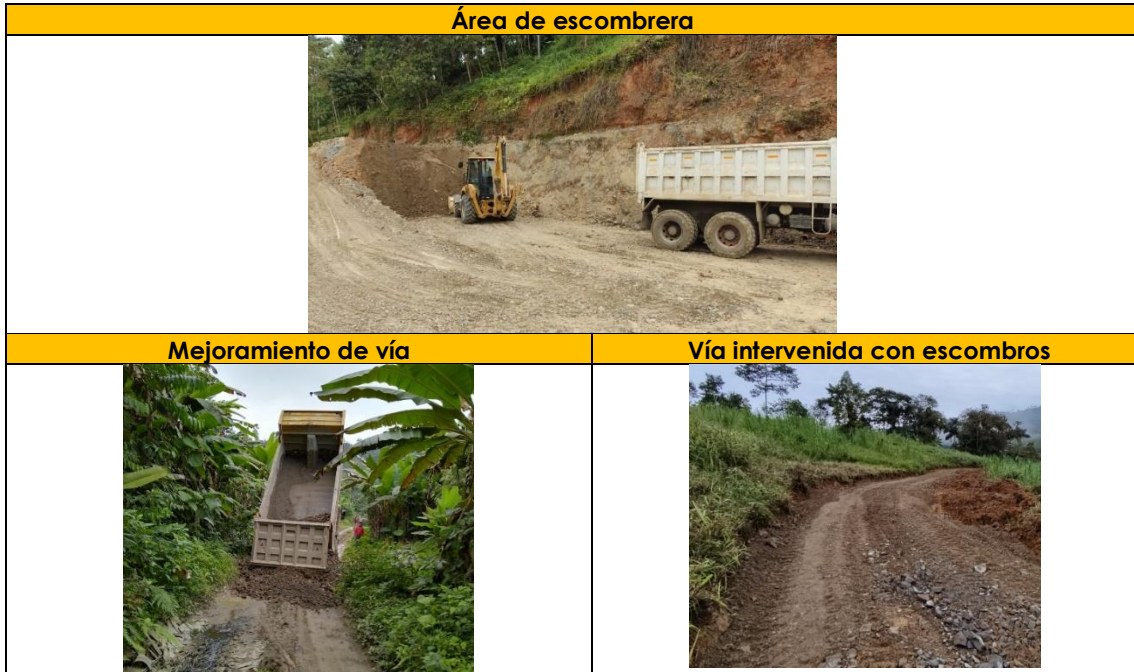 Área de escombrera
Mejoramiento de vía
Vía intervenida con escombros